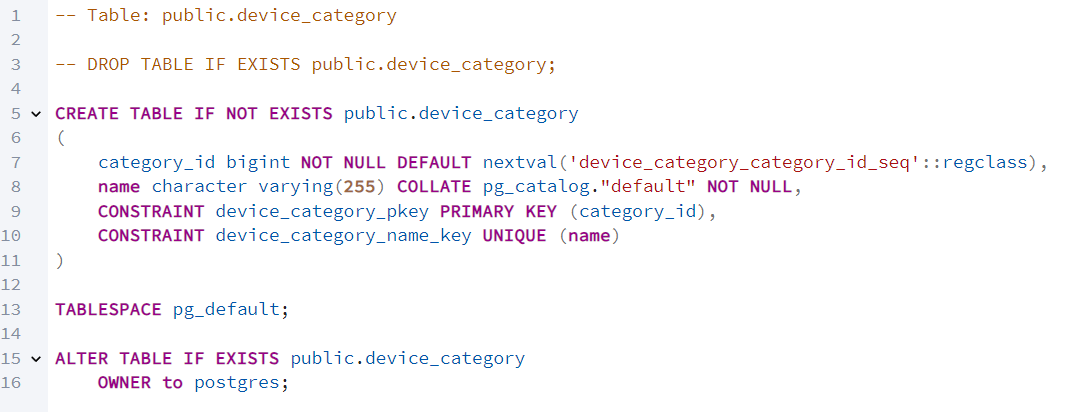 1 -- Table: public.device_category
2
3 -- DROP TABLE IF EXISTS public.device_category;
4
5 CREATE TABLE IF NOT EXISTS public.device_category
6 (
7 category_id bigint NOT NULL DEFAULT nextval('device_category_category_id_seq'::regclass),
8 name character varying(255) COLLATE pg_catalog."default" NOT NULL,
9 CONSTRAINT device_category_pkey PRIMARY KEY (category_id),
10 CONSTRAINT device_category_name_key UNIQUE (name)
11 )
12
13 TABLESPACE pg_default;
14
15 ALTER TABLE IF EXISTS public.device_category
16 OWNER to postgres;